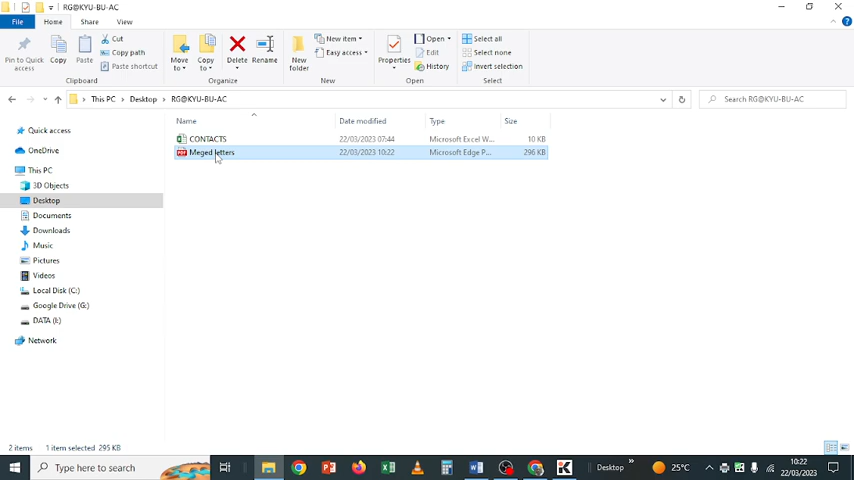 RG@KYU-BU-AC
File Home Share View
Pin to Quick access
Copy
Paste
Cut
Copy path
Paste shortcut
Clipboard
Move to
Copy to
Delete
Rename
Organize
New folder
New item
Easy access
New
Properties
Open
Edit
History
Open
Select all
Select none
Invert selection
Select
This PC Desktop RG@KYU-BU-AC
Search RG@KYU-BU-AC
Name Date modified Type Size
CONTACTS 22/03/2023 07:44 Microsoft Excel W... 10 KB
Meged letters 22/03/2023 10:22 Microsoft Edge P... 296 KB
Quick access
OneDrive
This PC
3D Objects
Desktop
Documents
Downloads
Music
Pictures
Videos
Local Disk (C:)
Google Drive (G:)
DATA (I:)
Network
2 items 1 item selected 295 KB
Type here to search
Desktop
25°C
10:22
22/03/2023